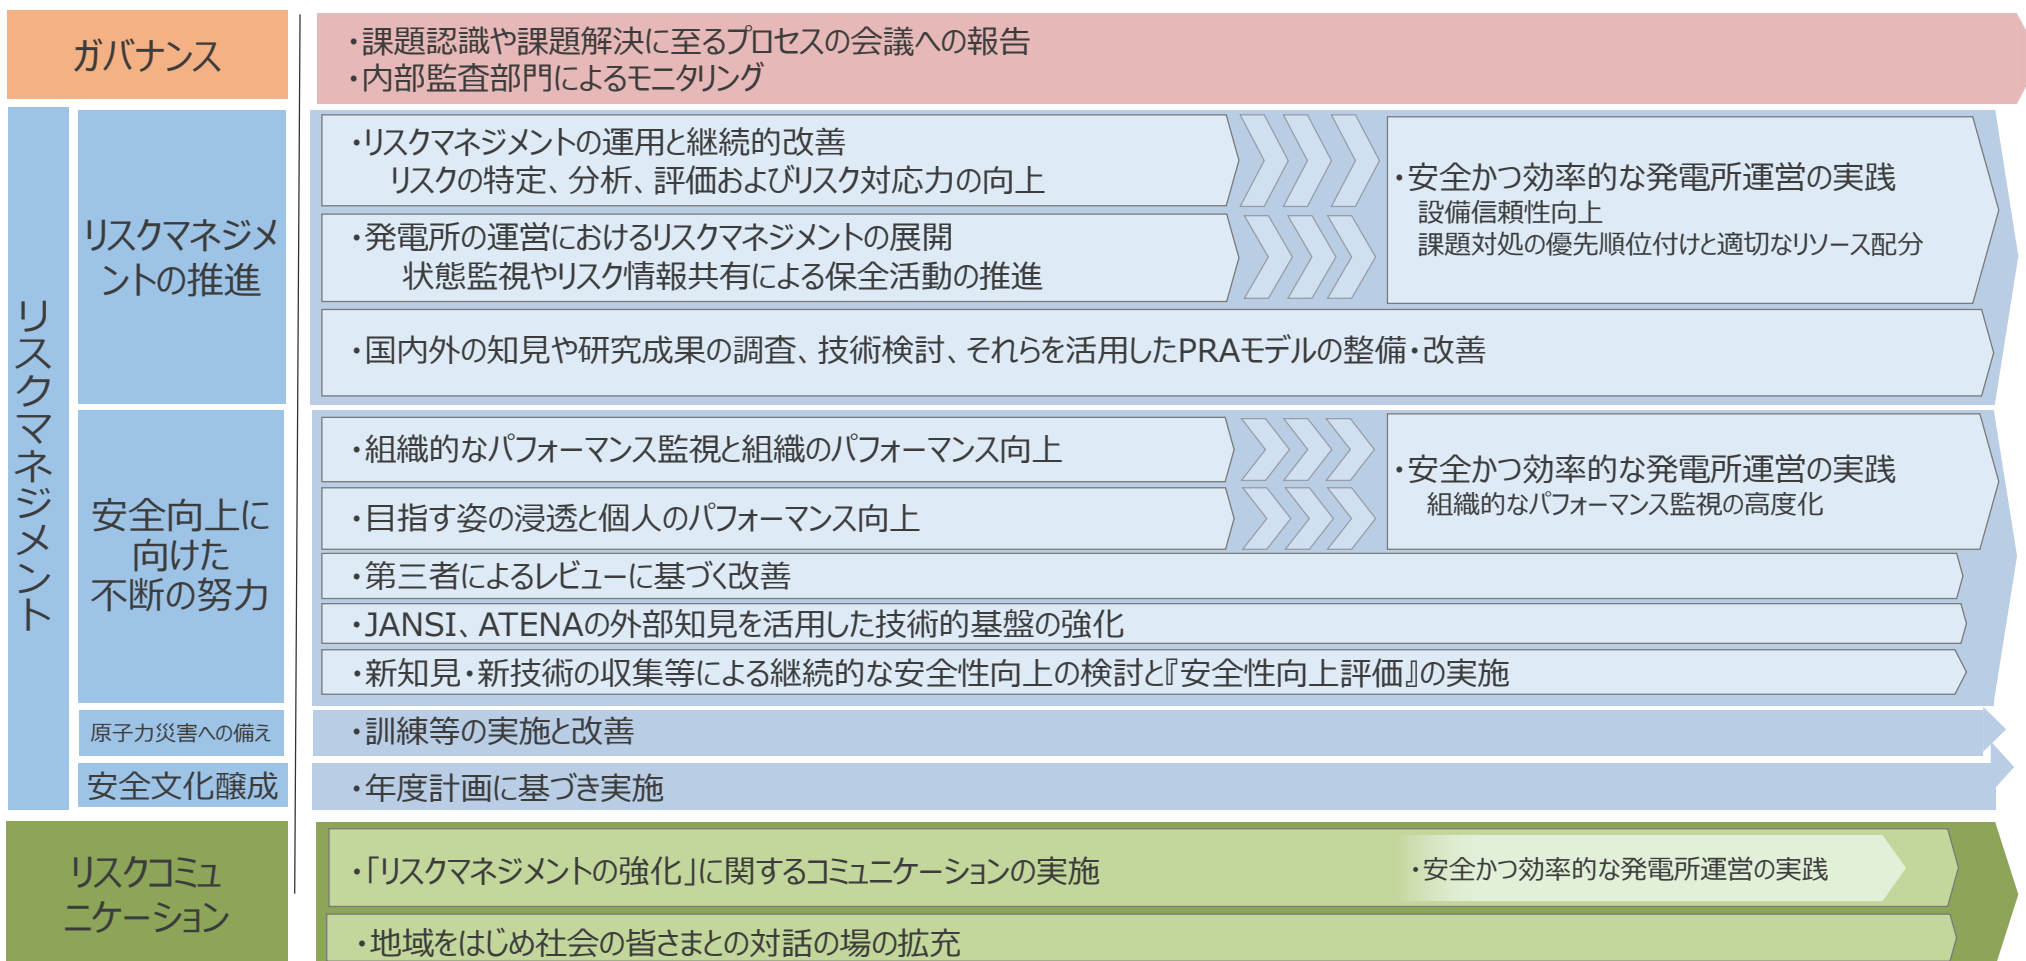 ガバナンス
・課題認識や課題解決に至るプロセスの会議への報告
・内部監査部門によるモニタリング
リスクマネジメント
リスクマネジメ
ントの推進
・リスクマネジメントの運用と継続的改善
リスクの特定、分析、評価およびリスク対応力の向上
・発電所の運営におけるリスクマネジメントの展開
状態監視やリスク情報共有による保全活動の推進
・安全かつ効率的な発電所運営の実践
設備信頼性向上
課題対処の優先順位付けと適切なリソース配分
・国内外の知見や研究成果の調査、技術検討、それらを活用したPRAモデルの整備・改善
安全向上に
向けた
不断の努力
・組織的なパフォーマンス監視と組織のパフォーマンス向上
・目指す姿の浸透と個人のパフォーマンス向上
・安全かつ効率的な発電所運営の実践
組織的なパフォーマンス監視の高度化
・第三者によるレビューに基づく改善
・JANSI、ATENAの外部知見を活用した技術的基盤の強化
・新知見・新技術の収集等による継続的な安全性向上の検討と『安全性向上評価』の実施
原子力災害への備え
・訓練等の実施と改善
安全文化醸成
・年度計画に基づき実施
リスクコミュ
ニケーション
・「リスクマネジメントの強化」に関するコミュニケーションの実施
・安全かつ効率的な発電所運営の実践
・地域をはじめ社会の皆さまとの対話の場の拡充